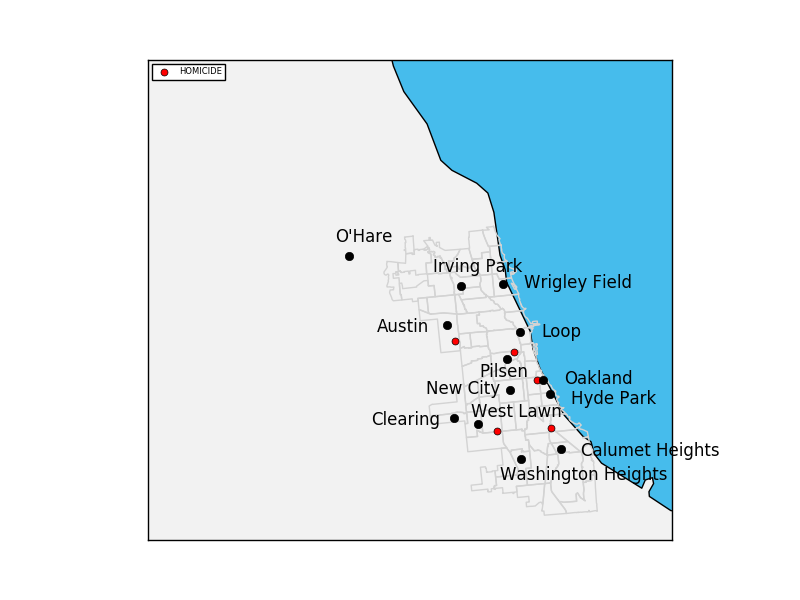 HOMICIDE
O'Hare
Irving Park
Wrigley Field
Austin
Loop
Pilsen
Oakland
New City
Hyde Park
West Lawn
Clearing
Calumet Heights
Washington Heights